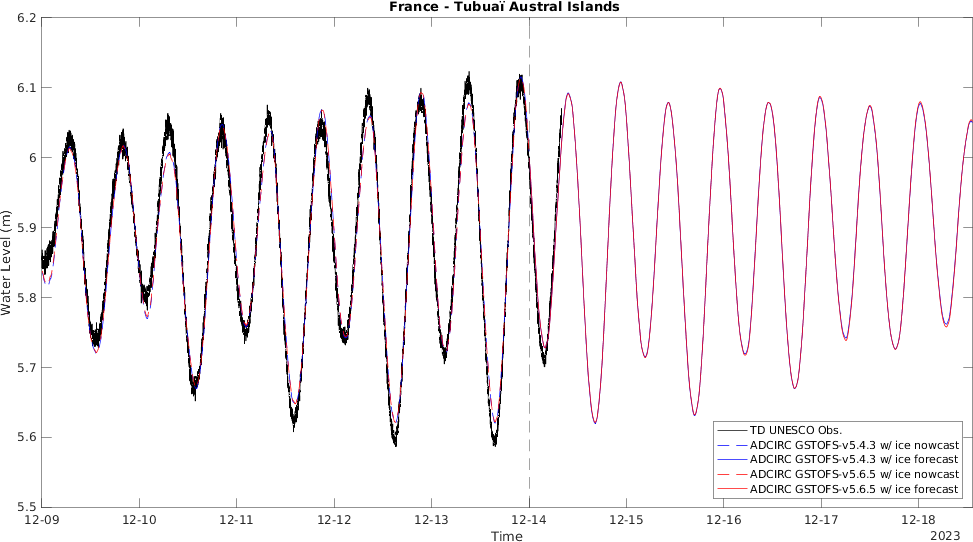 France - Tubuaï Austral Islands
6.2
6.1
6
5.9
5.8
5.7
5.6
5.5
Water Level (m)
12-09 12-10 12-11 12-12 12-13 12-14 12-15 12-16 12-17 12-18
Time
2023
TD UNESCO Obs.
ADCIRC GSTOFS-v5.4.3 w/ ice nowcast
ADCIRC GSTOFS-v5.4.3 w/ ice forecast
ADCIRC GSTOFS-v5.6.5 w/ ice nowcast
ADCIRC GSTOFS-v5.6.5 w/ ice forecast